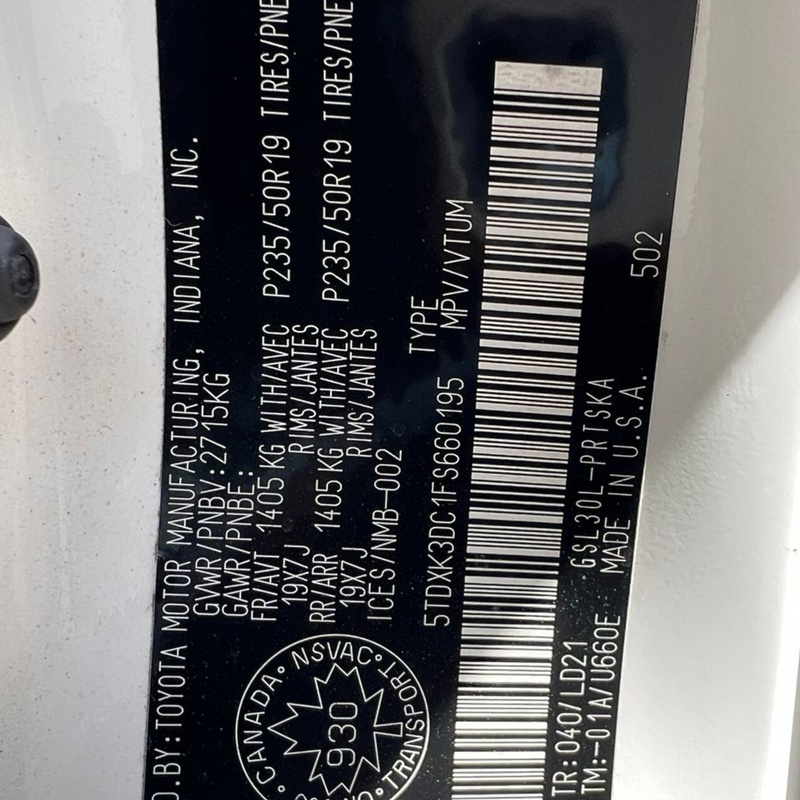 D.BY:TOYOTA MOTOR MANUFACTURING, INDIANA, INC.
GVWR/PNBV:2715KG
GAWR/PNBE:
FR/AVT 1405 KG WITH/AVEC P235/50R19 TIRES/PNE
19X7J RIMS/JANTES
RR/ARR 1405 KG WITH/AVEC P235/50R19 TIRES/PNE
19X7J RIMS/JANTES
ICES/NMB-002
CANADA NSVAC TRANSPORT
930
5TDXK3DC1FS660195 TYPE MPV/VTUM
TR:040/LD21 GSL30L-PRTSKA
TM:-01A/U660E MADE IN U.S.A. 502